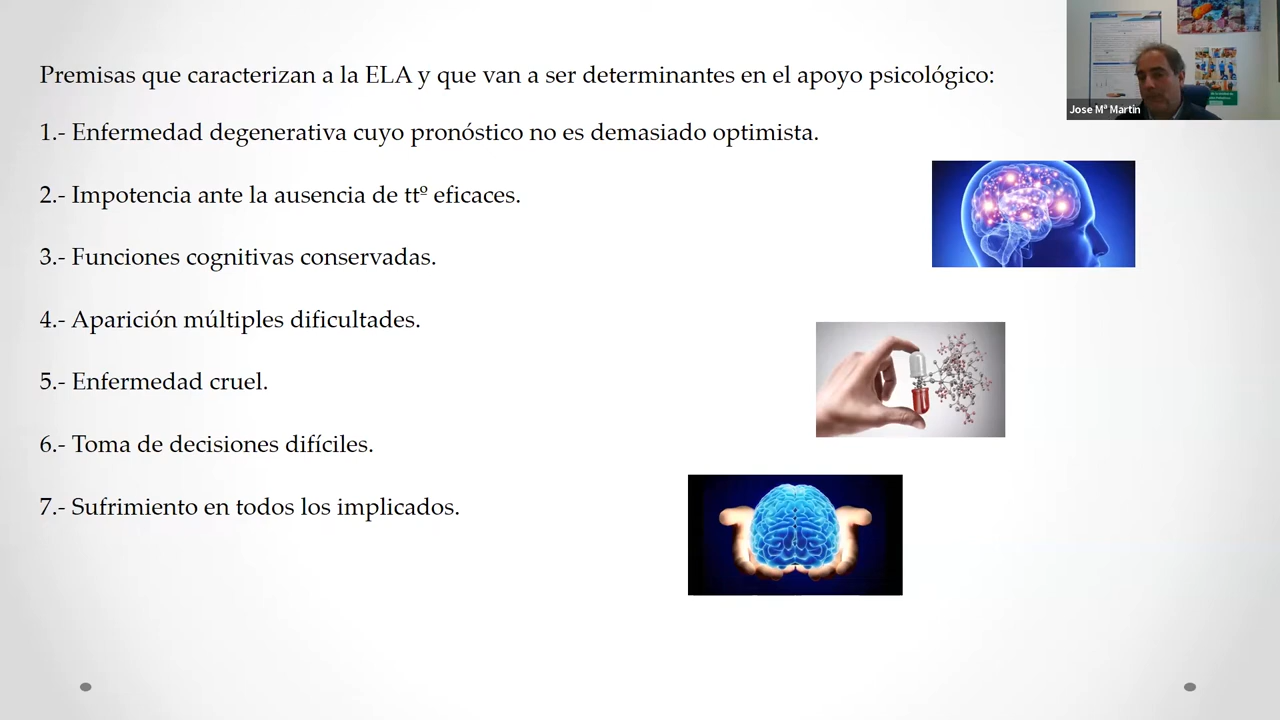 Premisas que caracterizan a la ELA y que van a ser determinantes en el apoyo psicológico:
1.- Enfermedad degenerativa cuyo pronóstico no es demasiado optimista.
2.- Impotencia ante la ausencia de ttº eficaces.
3.- Funciones cognitivas conservadas.
4.- Aparición múltiples dificultades.
5.- Enfermedad cruel.
6.- Toma de decisiones difíciles.
7.- Sufrimiento en todos los implicados.
Jose Mª Martín